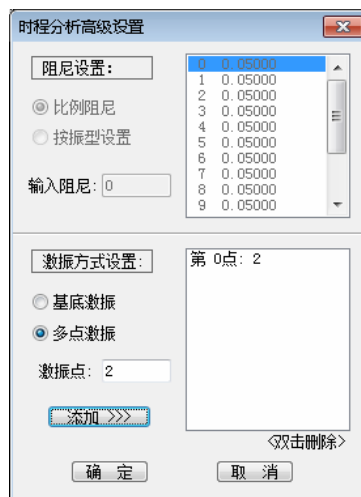 时程分析高级设置
阻尼设置:
比例阻尼
按振型设置
输入阻尼: 0
0 0.05000
1 0.05000
2 0.05000
3 0.05000
4 0.05000
5 0.05000
6 0.05000
7 0.05000
8 0.05000
9 0.05000
激振方式设置:
基底激振
多点激振
激振点: 2
添加 >>>
第 0点: 2
<双击删除>
确 定
取 消